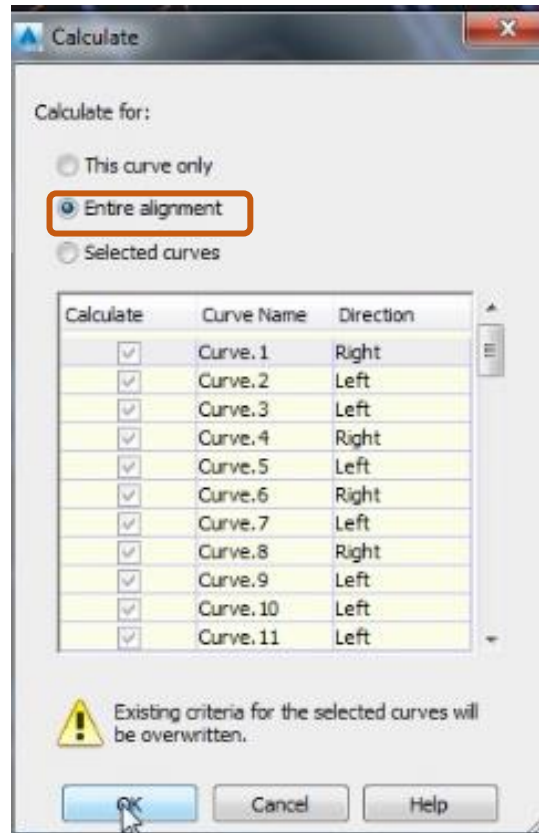 Calculate
Calculate for:
This curve only
Entire alignment
Selected curves
Calculate Curve Name Direction
Curve.1 Right
Curve.2 Left
Curve.3 Left
Curve.4 Right
Curve.5 Left
Curve.6 Right
Curve.7 Left
Curve.8 Right
Curve.9 Left
Curve.10 Left
Curve.11 Left
Existing criteria for the selected curves will
be overwritten.
OK Cancel Help